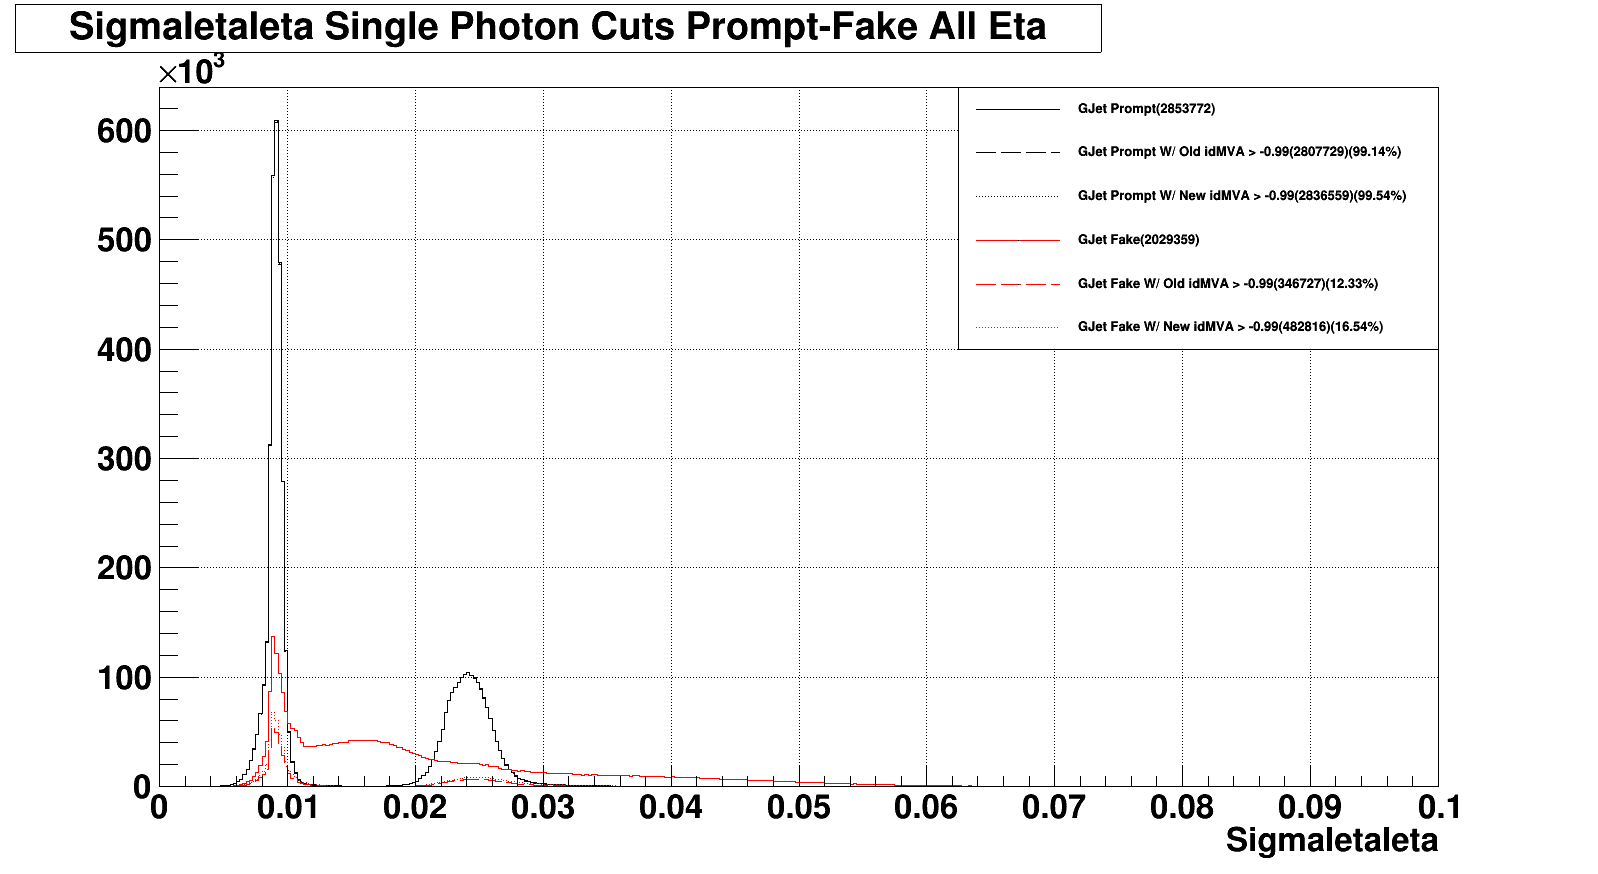 Sigmaletaleta Single Photon Cuts Prompt-Fake All Eta
×10³
GJet Prompt(2853772)
GJet Prompt W/ Old idMVA > -0.99(2807729)(99.14%)
GJet Prompt W/ New idMVA > -0.99(2836559)(99.54%)
GJet Fake(2029359)
GJet Fake W/ Old idMVA > -0.99(346727)(12.33%)
GJet Fake W/ New idMVA > -0.99(482816)(16.54%)
600
500
400
300
200
100
0
0 0.01 0.02 0.03 0.04 0.05 0.06 0.07 0.08 0.09 0.1
Sigmaletaleta